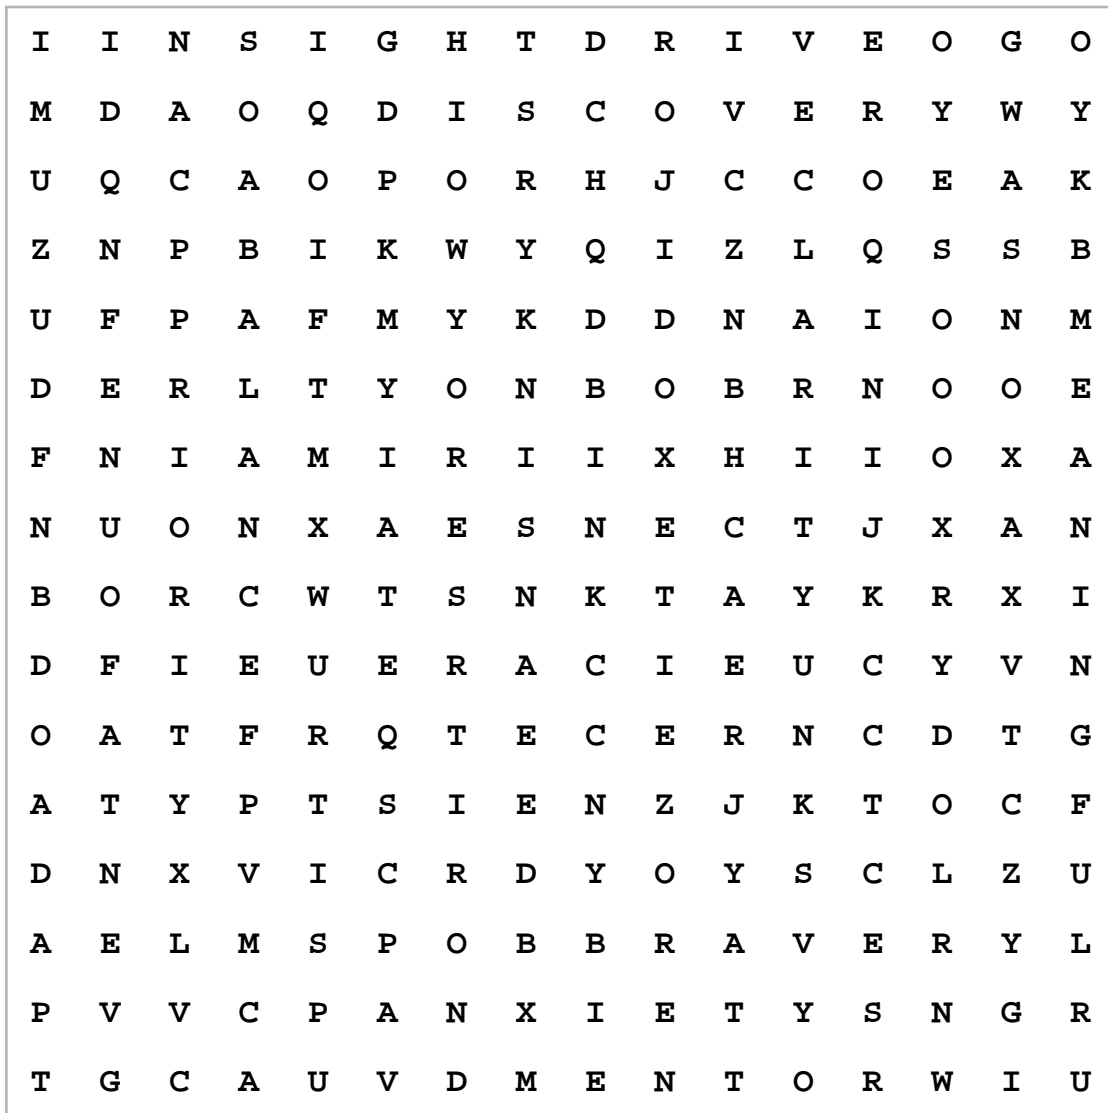 I I N S I G H T D R I V E O G O
M D A O Q D I S C O V E R Y W Y
U Q C A O P O R H J C C O E A K
Z N P B I K W Y Q I Z L Q S S B
U F P A F M Y K D D N A I O N M
D E R L T Y O N B O B R N O O E
F N I A M I R I I X H I I O X A
N U O N X A E S N E C T J X A N
B O R C W T S N K T A Y K R X I
D F I E U E R A C I E U C Y V N
O A T F R Q T E C E R N C D T G
A T Y P T S I E N Z J K T O C F
D N X V I C R D Y O Y S C L Z U
A E L M S P O B B R A V E R Y L
P V V C P A N X I E T Y S N G R
T G C A U V D M E N T O R W I U